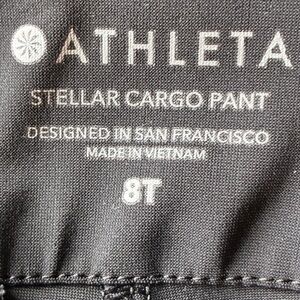 ATHLETA
STELLAR CARGO PANT
DESIGNED IN SAN FRANCISCO
MADE IN VIETNAM
8T